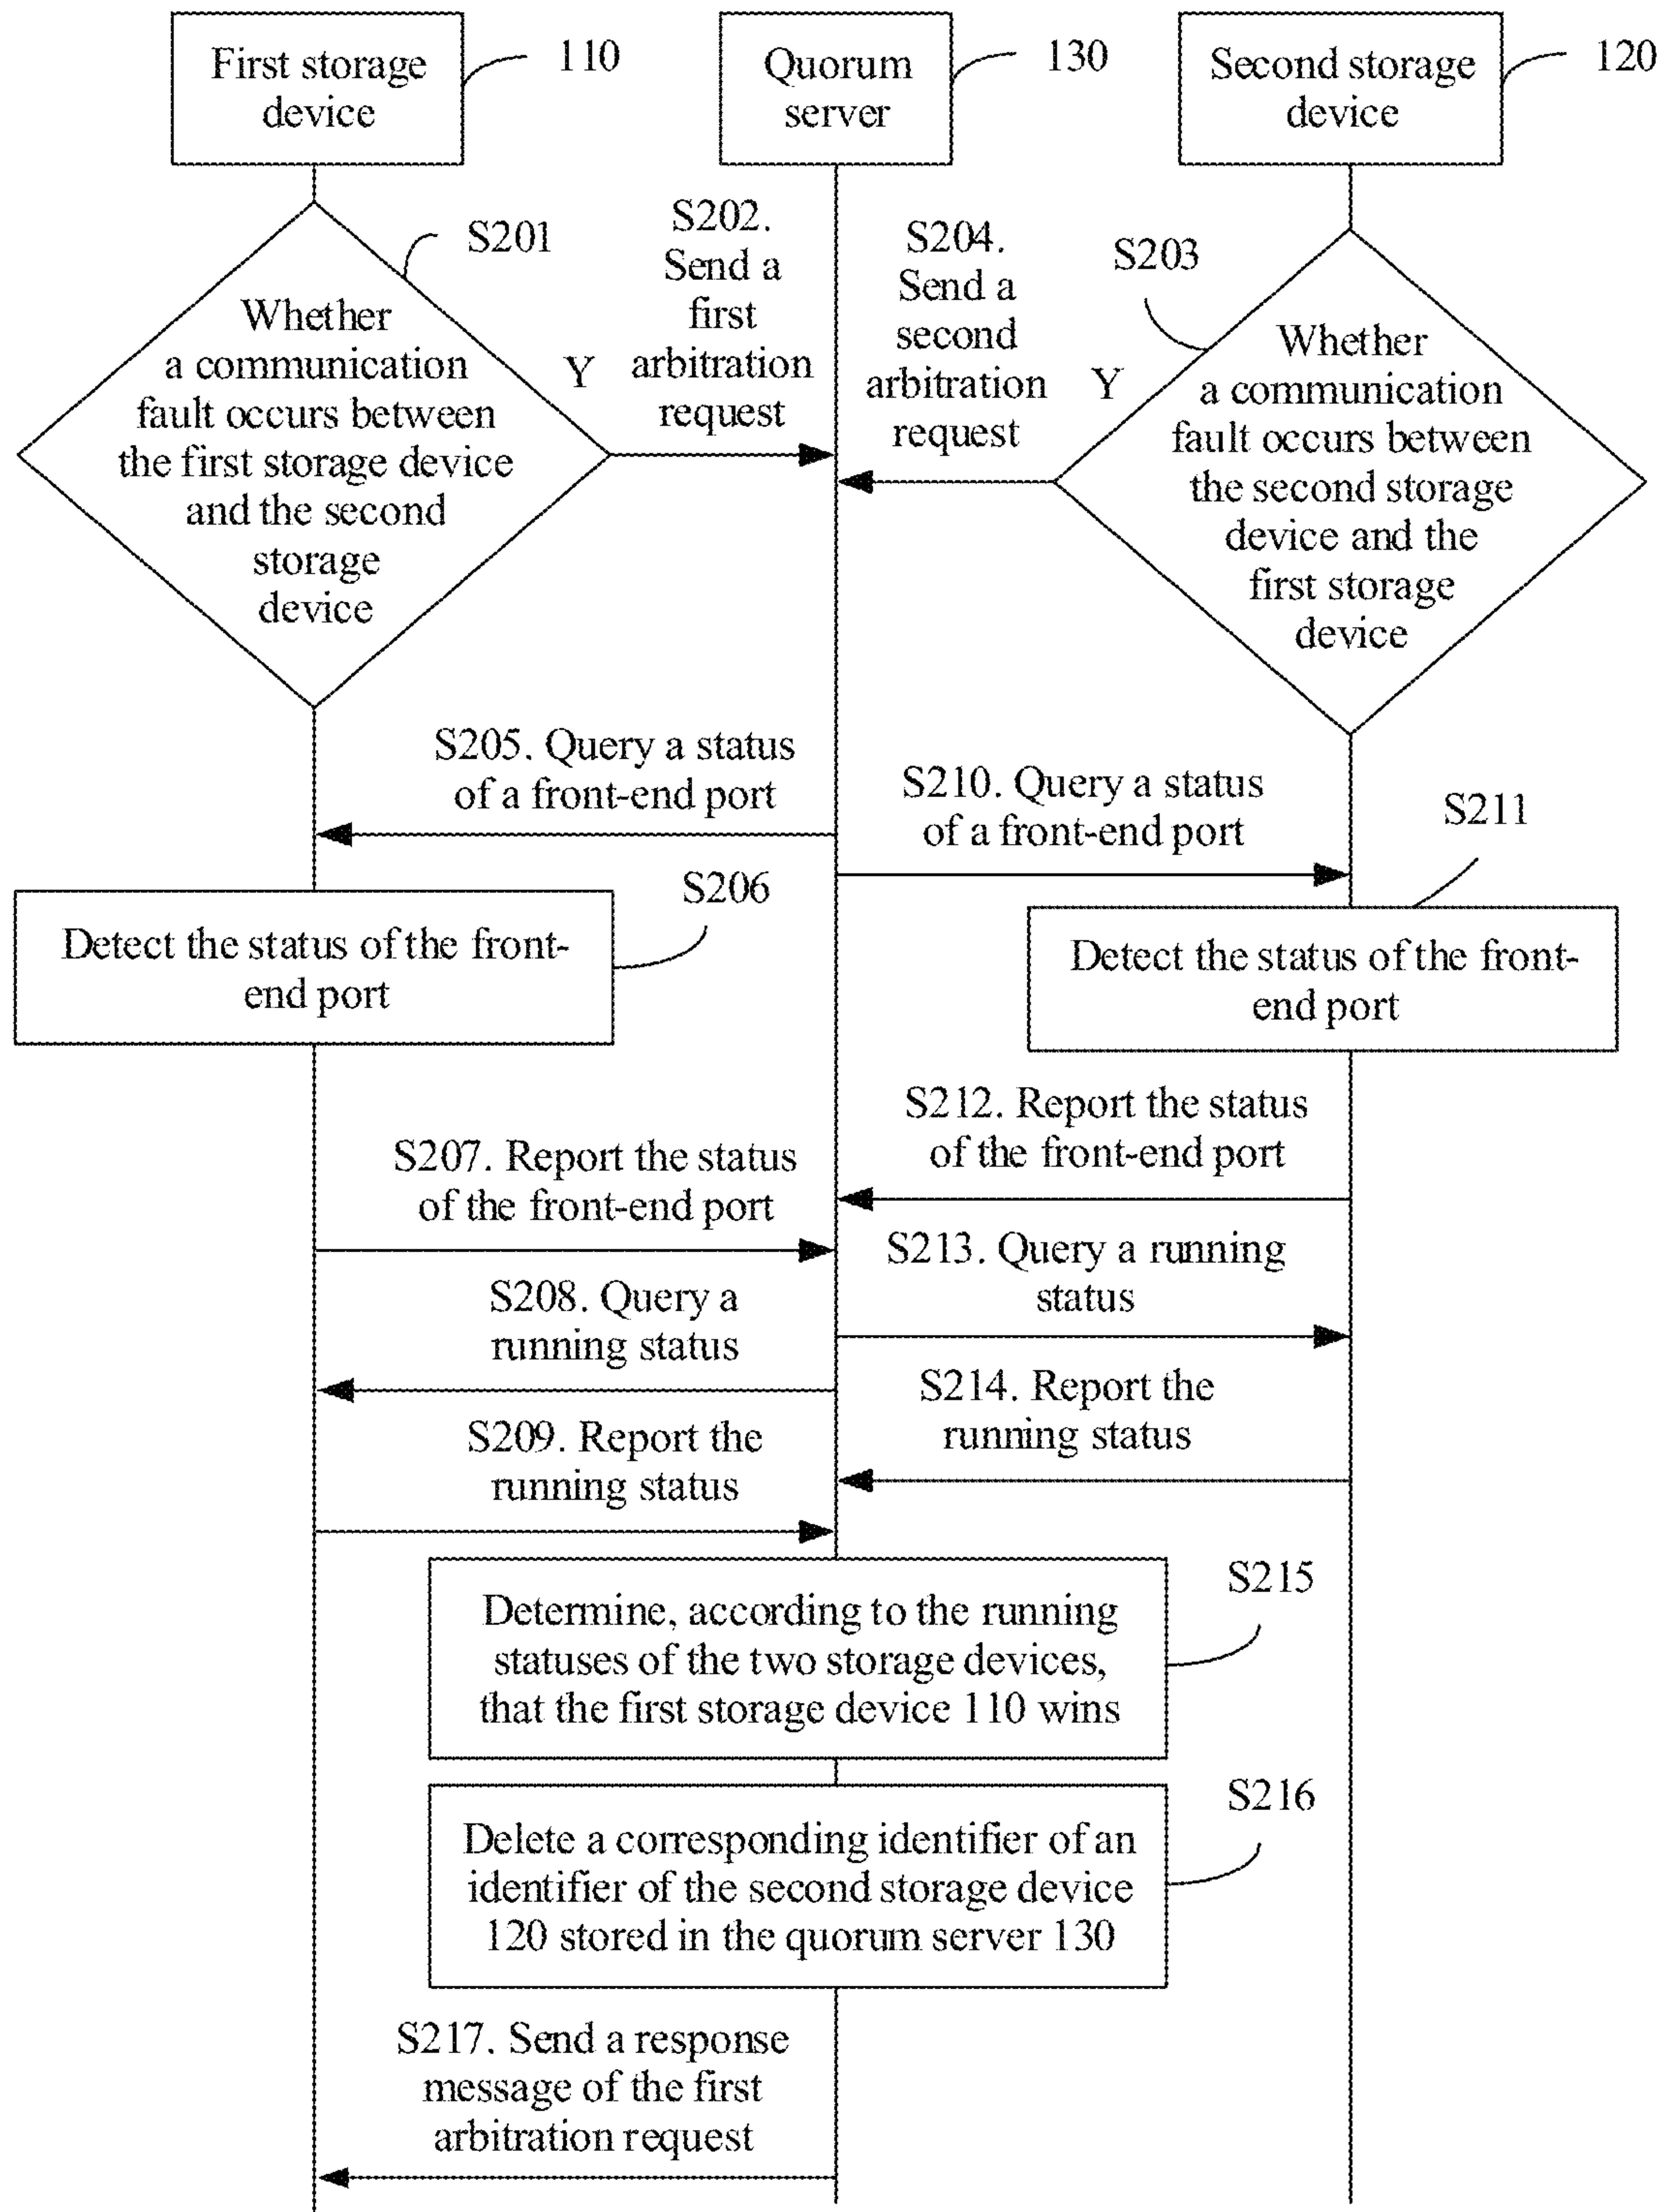 First storage
device
110
Quorum
server
130
Second storage
device
120
S201
Whether
a communication
fault occurs between
the first storage device
and the second
storage
device
Y
S202.
Send a
first
arbitration
request
S204.
Send a
second
arbitration
request
Y
S203
Whether
a communication
fault occurs between
the second storage
device and the
first storage
device
S205. Query a status
of a front-end port
S210. Query a status
of a front-end port
S211
S206
Detect the status of the front-
end port
Detect the status of the front-
end port
S212. Report the status
of the front-end port
S207. Report the status
of the front-end port
S213. Query a running
status
S208. Query a
running status
S214. Report the
running status
S209. Report the
running status
S215
Determine, according to the running
statuses of the two storage devices,
that the first storage device 110 wins
S216
Delete a corresponding identifier of an
identifier of the second storage device
120 stored in the quorum server 130
S217. Send a response
message of the first
arbitration request